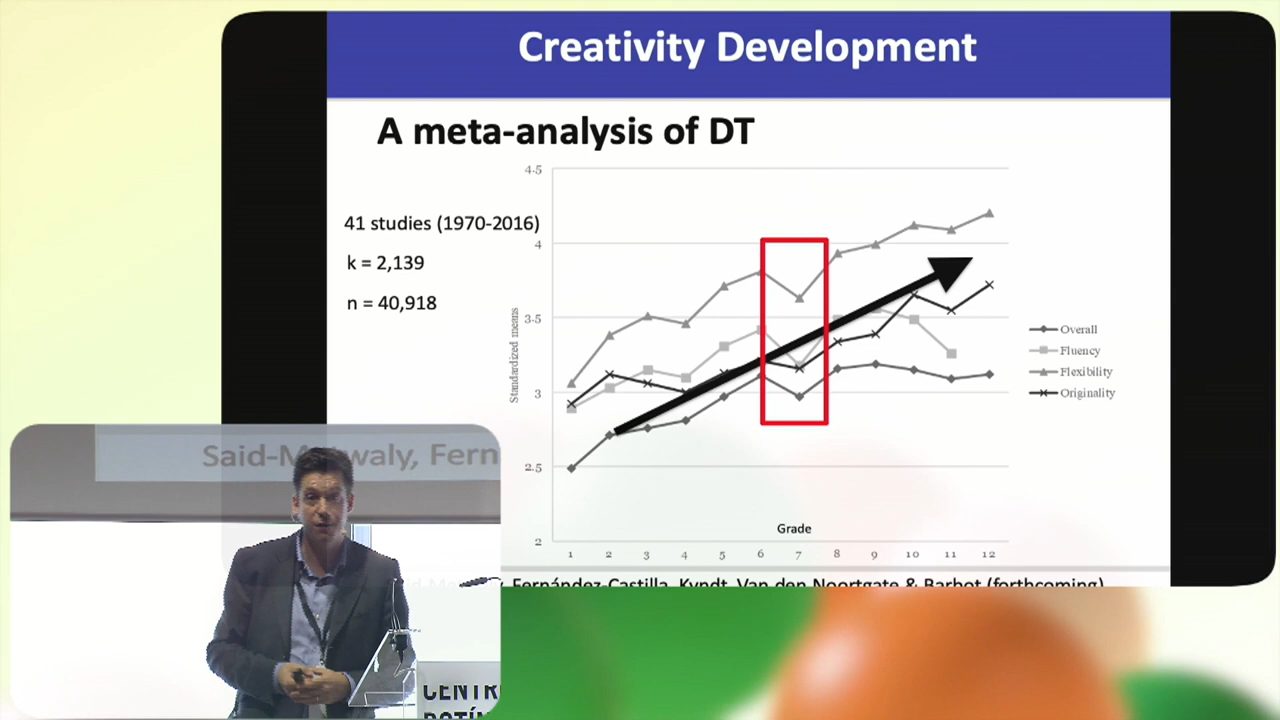 Creativity Development
A meta-analysis of DT
41 studies (1970-2016)
k = 2,139
n = 40,918
Standardized means
4.5
4
3.5
3
2.5
2
Grade
1 2 3 4 5 6 7 8 9 10 11 12
Overall
Fluency
Flexibility
Originality
Fernández-Castilla, Kyndt, Van den Noortgate & Barbot (forthcoming)
Said-M waly, Fern
CENTR
BOTÍN